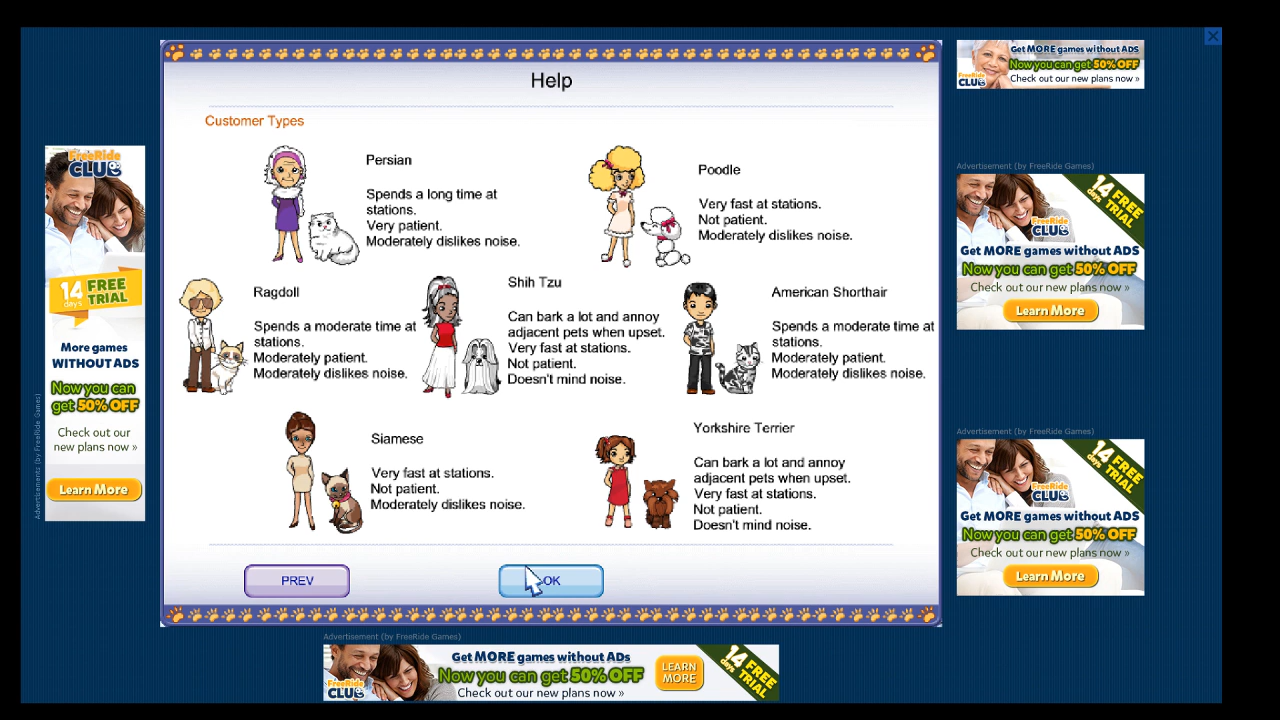 Help
Customer Types
Persian
Spends a long time at
stations.
Very patient.
Moderately dislikes noise.
Poodle
Very fast at stations.
Not patient.
Moderately dislikes noise.
Ragdoll
Spends a moderate time at
stations.
Moderately patient.
Moderately dislikes noise.
Shih Tzu
Can bark a lot and annoy
adjacent pets when upset.
Very fast at stations.
Not patient.
Doesn't mind noise.
American Shorthair
Spends a moderate time at
stations.
Moderately patient.
Moderately dislikes noise.
Siamese
Very fast at stations.
Not patient.
Moderately dislikes noise.
Yorkshire Terrier
Can bark a lot and annoy
adjacent pets when upset.
Very fast at stations.
Not patient.
Doesn't mind noise.
PREV
OK
Advertisements (by FreeRide Games)
FreeRide
CLUB
14 days FREE
TRIAL
More games
WITHOUT ADS
Now you can
get 50% OFF
Check out our
new plans now »
Learn More
Get MORE games without ADS
Now you can get 50% OFF
Check out our new plans now »
FreeRide
CLUB
Advertisement (by FreeRide Games)
14 days FREE
TRIAL
FreeRide
CLUB
Get MORE games without ADS
Now you can get 50% OFF
Check out our new plans now »
Learn More
Advertisement (by FreeRide Games)
14 days FREE
TRIAL
FreeRide
CLUB
Get MORE games without ADS
Now you can get 50% OFF
Check out our new plans now »
Learn More
Advertisement (by FreeRide Games)
FreeRide
CLUB
Get MORE games without ADs
Now you can get 50% OFF
Check out our new plans now »
LEARN
MORE
14 days FREE
TRIAL